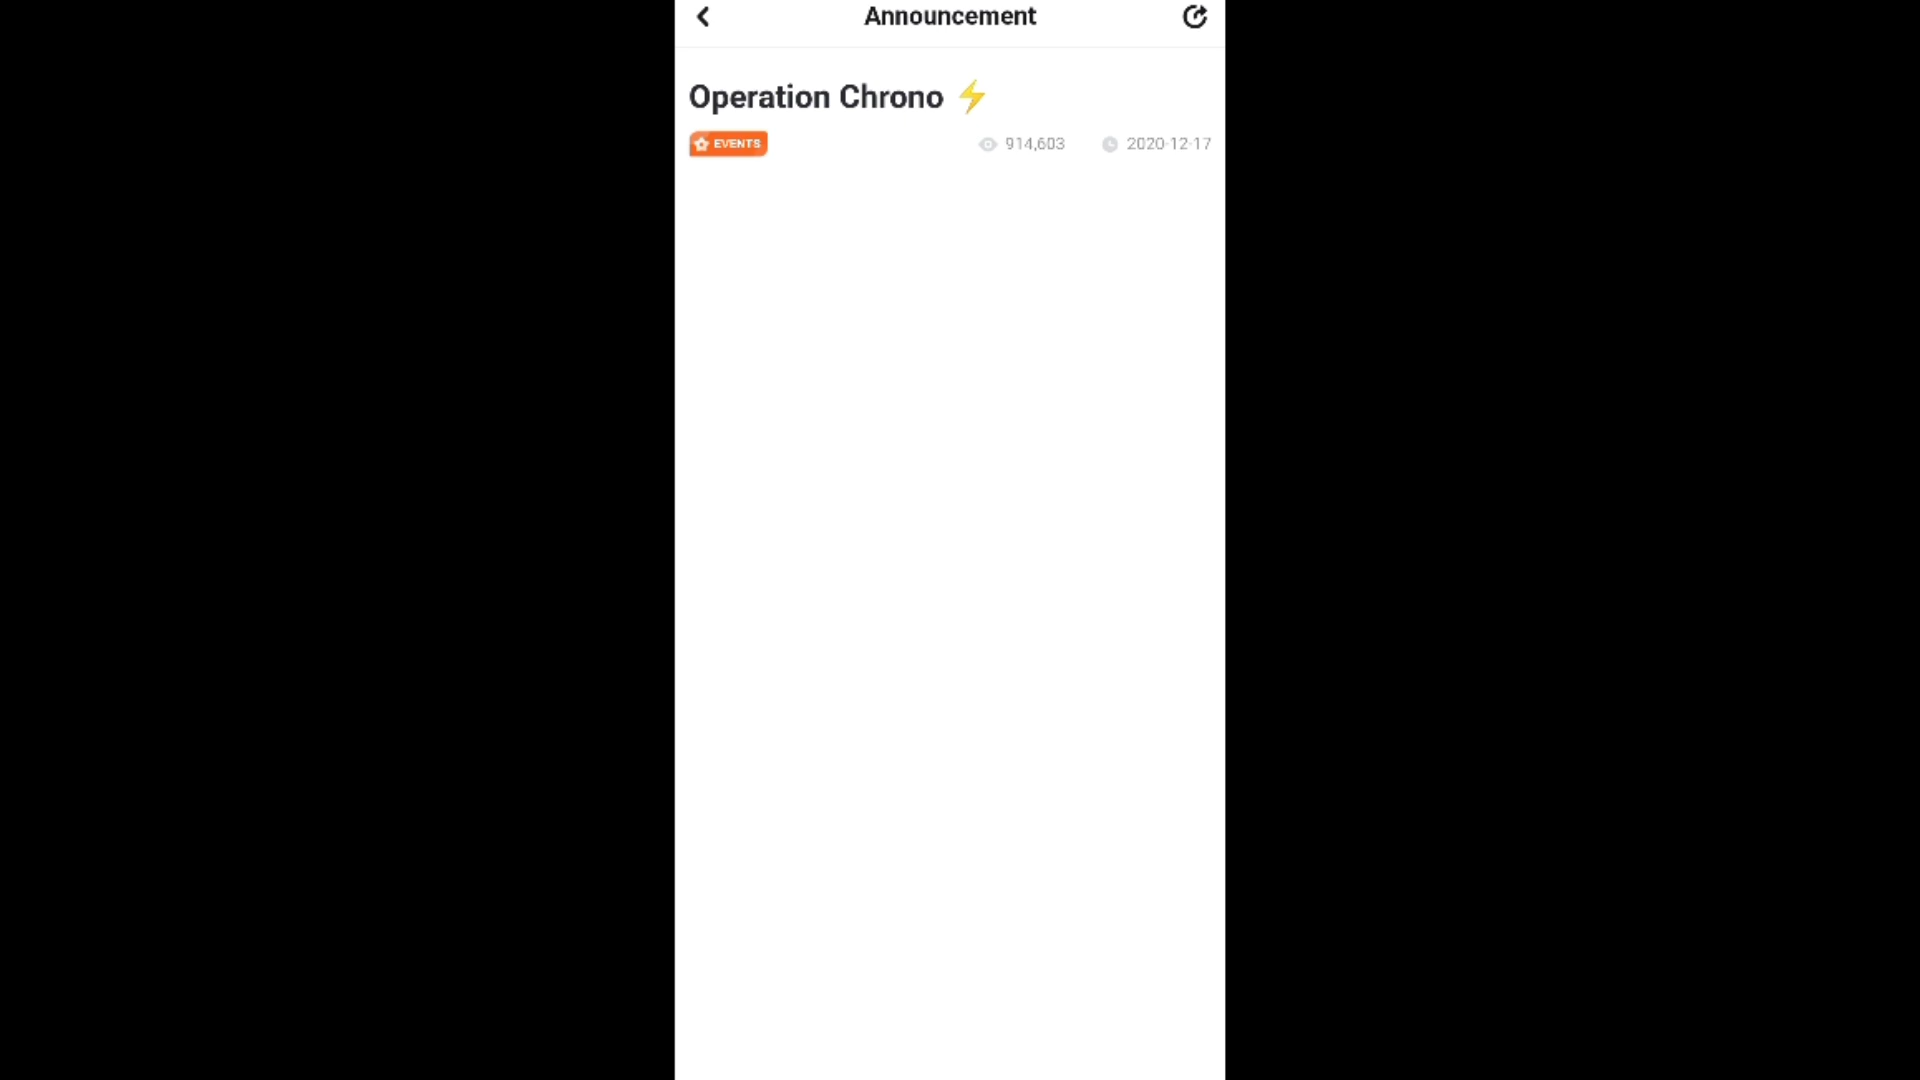 Announcement
Operation Chrono ⚡
EVENTS 914,603 2020-12-17